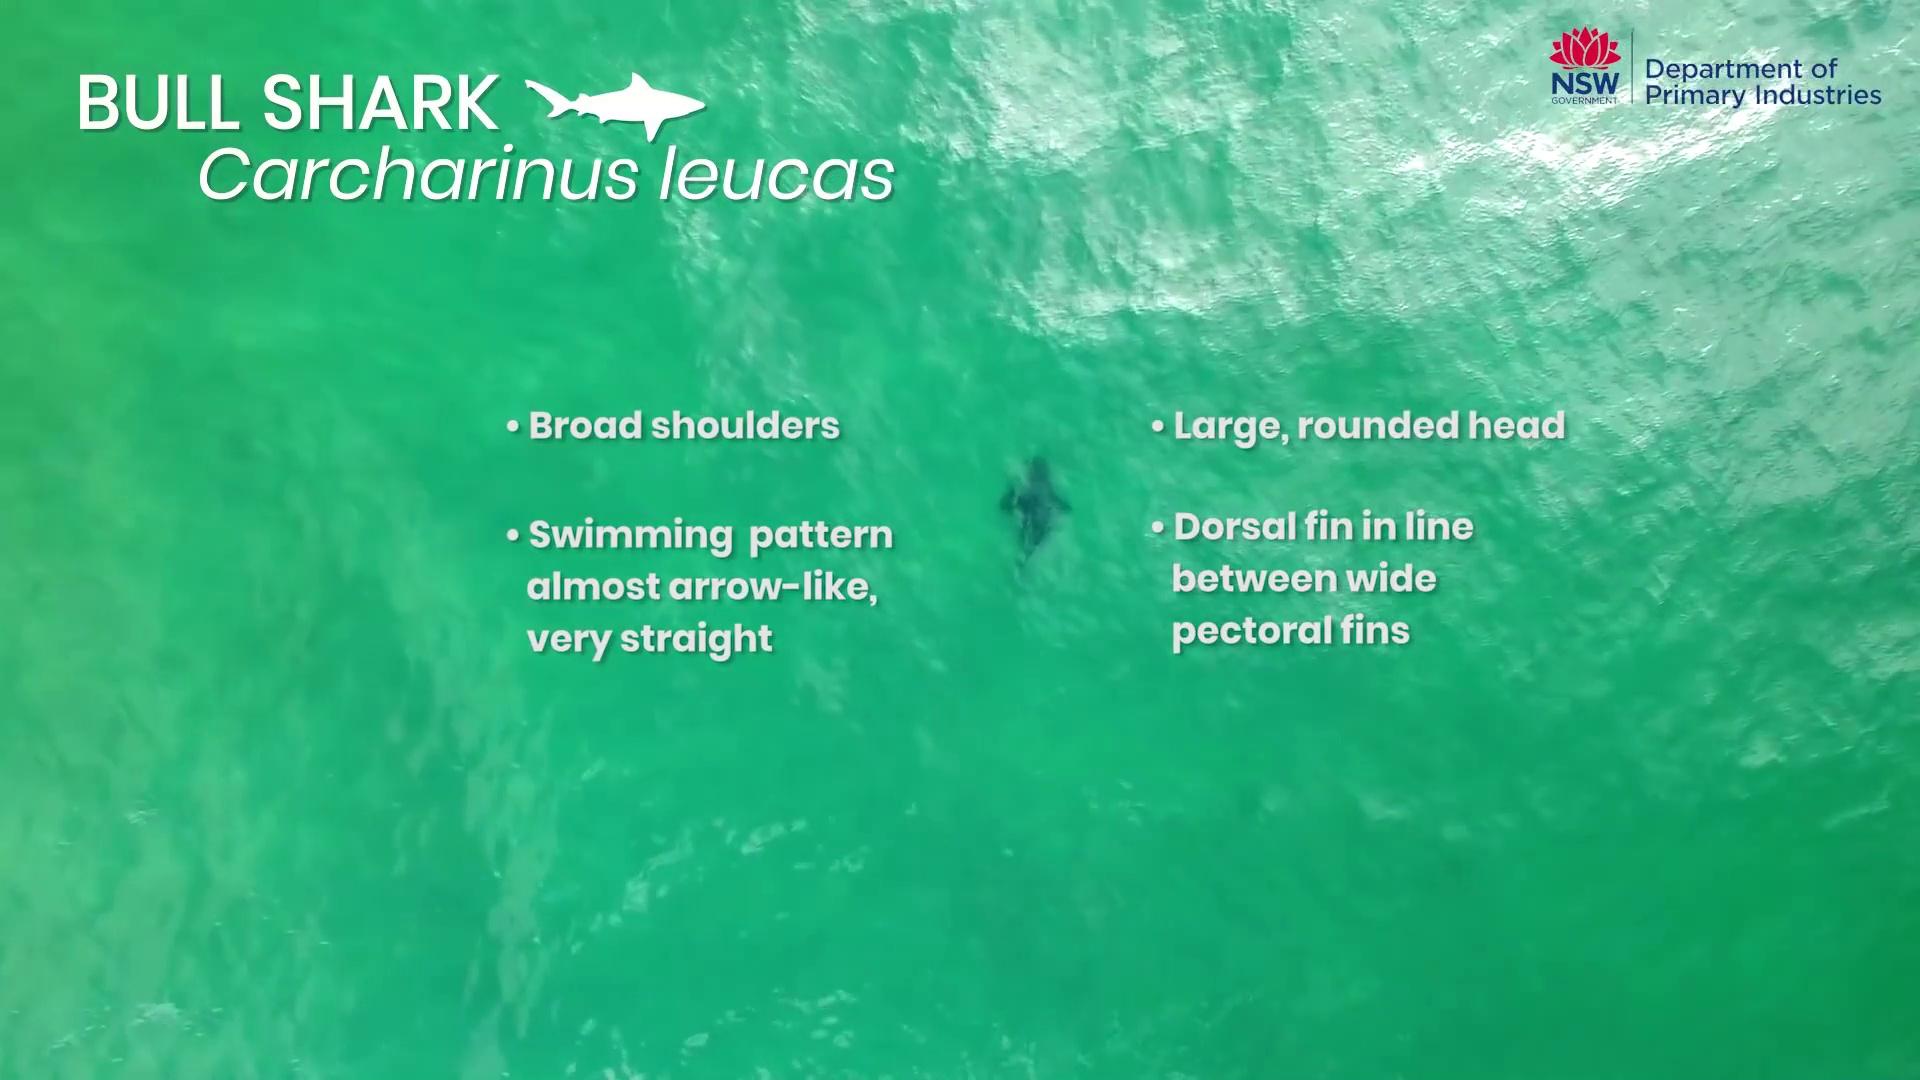 BULL SHARK
Carcharinus leucas
NSW
GOVERNMENT
Department of
Primary Industries
• Broad shoulders
• Swimming pattern
almost arrow-like,
very straight
• Large, rounded head
• Dorsal fin in line
between wide
pectoral fins